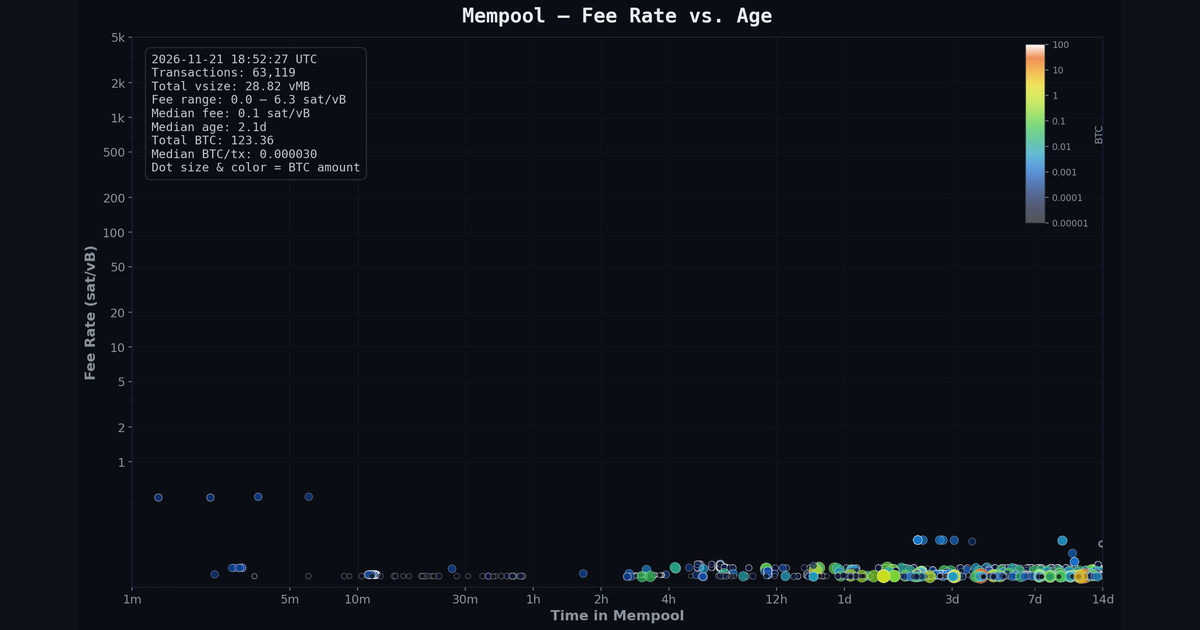 Mempool — Fee Rate vs. Age
2026-11-21 18:52:27 UTC
Transactions: 63,119
Total vsize: 28.82 vMB
Fee range: 0.0 — 6.3 sat/vB
Median fee: 0.1 sat/vB
Median age: 2.1d
Total BTC: 123.36
Median BTC/tx: 0.000030
Dot size & color = BTC amount
100
10
1
0.1
0.01
0.001
0.0001
0.00001
BTC
5k
2k
1k
500
200
100
50
20
10
5
2
1
Fee Rate (sat/vB)
1m 5m 10m 30m 1h 2h 4h 12h 1d 3d 7d 14d
Time in Mempool